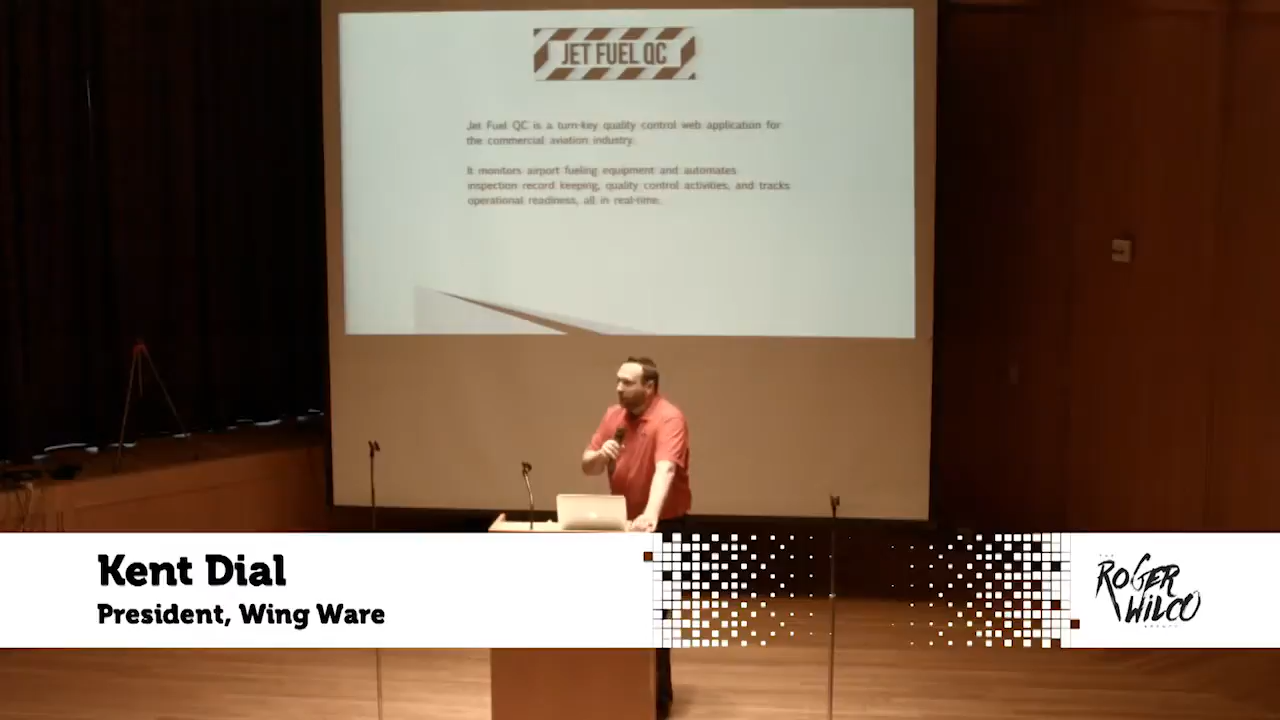 JET FUEL QC
Jet Fuel QC is a turn-key quality control web application for
the commercial aviation industry.
It monitors airport fueling equipment and automates
inspection record keeping, quality control activities, and tracks
operational readiness, all in real-time.
Kent Dial
President, Wing Ware
THE
ROGER
WILCO
AGENCY